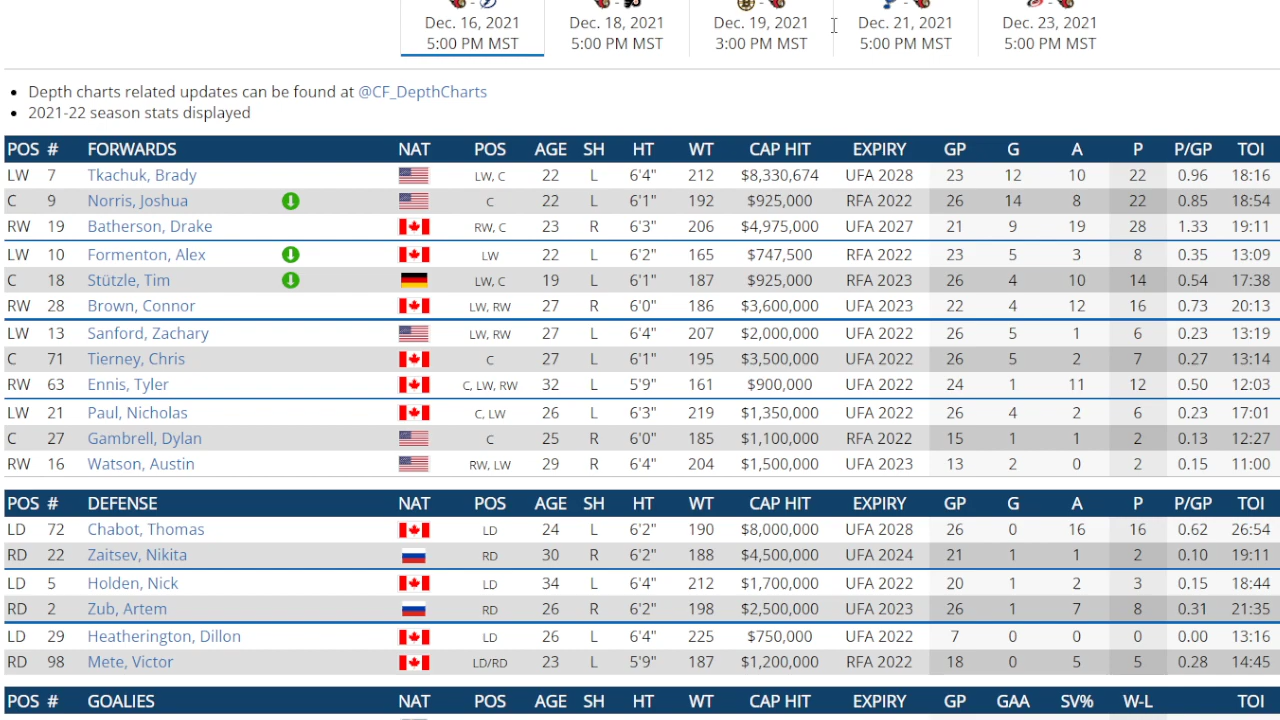 Dec. 16, 2021 Dec. 18, 2021 Dec. 19, 2021 Dec. 21, 2021 Dec. 23, 2021
5:00 PM MST 5:00 PM MST 3:00 PM MST 5:00 PM MST 5:00 PM MST
Depth charts related updates can be found at @CF_DepthCharts
2021-22 season stats displayed
POS # FORWARDS NAT POS AGE SH HT WT CAP HIT EXPIRY GP G A P P/GP TOI
LW 7 Tkachuk, Brady LW, C 22 L 6'4" 212 $8,330,674 UFA 2028 23 12 10 22 0.96 18:16
C 9 Norris, Joshua C 22 L 6'1" 192 $925,000 RFA 2022 26 14 8 22 0.85 18:54
RW 19 Batherson, Drake RW, C 23 R 6'3" 206 $4,975,000 UFA 2027 21 9 19 28 1.33 19:11
LW 10 Formenton, Alex LW 22 L 6'2" 165 $747,500 RFA 2022 23 5 3 8 0.35 13:09
C 18 Stützle, Tim LW, C 19 L 6'1" 187 $925,000 RFA 2023 26 4 10 14 0.54 17:38
RW 28 Brown, Connor LW, RW 27 R 6'0" 186 $3,600,000 UFA 2023 22 4 12 16 0.73 20:13
LW 13 Sanford, Zachary LW, RW 27 L 6'4" 207 $2,000,000 UFA 2022 26 5 1 6 0.23 13:19
C 71 Tierney, Chris C 27 L 6'1" 195 $3,500,000 UFA 2022 26 5 2 7 0.27 13:14
RW 63 Ennis, Tyler C, LW, RW 32 L 5'9" 161 $900,000 UFA 2022 24 1 11 12 0.50 12:03
LW 21 Paul, Nicholas C, LW 26 L 6'3" 219 $1,350,000 UFA 2022 26 4 2 6 0.23 17:01
C 27 Gambrell, Dylan C 25 R 6'0" 185 $1,100,000 RFA 2022 15 1 1 2 0.13 12:27
RW 16 Watson, Austin RW, LW 29 R 6'4" 204 $1,500,000 UFA 2023 13 2 0 2 0.15 11:00
POS # DEFENSE NAT POS AGE SH HT WT CAP HIT EXPIRY GP G A P P/GP TOI
LD 72 Chabot, Thomas LD 24 L 6'2" 190 $8,000,000 UFA 2028 26 0 16 16 0.62 26:54
RD 22 Zaitsev, Nikita RD 30 R 6'2" 188 $4,500,000 UFA 2024 21 1 1 2 0.10 19:11
LD 5 Holden, Nick LD 34 L 6'4" 212 $1,700,000 UFA 2022 20 1 2 3 0.15 18:44
RD 2 Zub, Artem RD 26 R 6'2" 198 $2,500,000 UFA 2023 26 1 7 8 0.31 21:35
LD 29 Heatherington, Dillon LD 26 L 6'4" 225 $750,000 UFA 2022 7 0 0 0 0.00 13:16
RD 98 Mete, Victor LD/RD 23 L 5'9" 187 $1,200,000 RFA 2022 18 0 5 5 0.28 14:45
POS # GOALIES NAT POS AGE SH HT WT CAP HIT EXPIRY GP GAA SV% W-L TOI